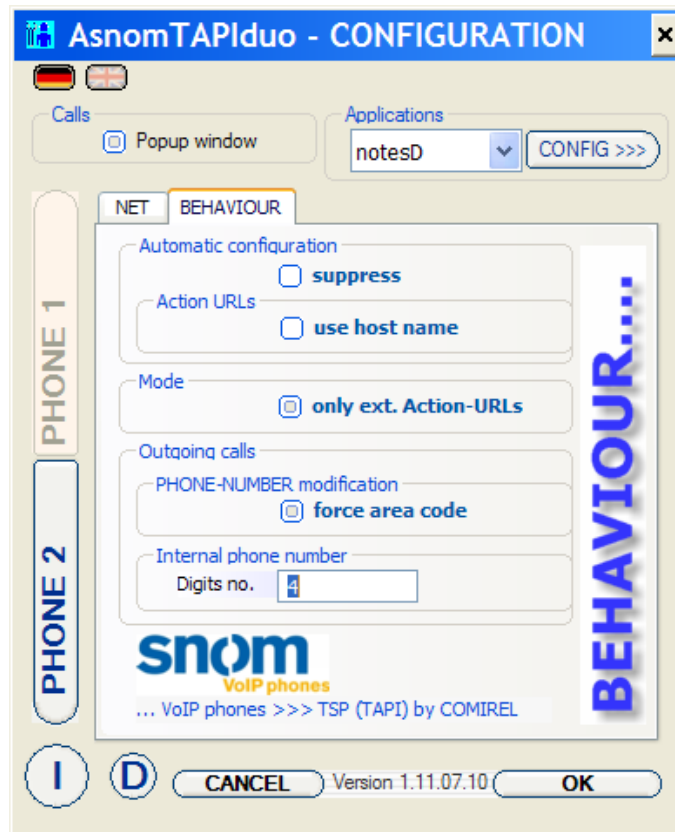 AsnomTAPIduo - CONFIGURATION
Calls
Popup window
Applications
notesD
CONFIG >>>
PHONE 1
PHONE 2
NET
BEHAVIOUR
Automatic configuration
suppress
Action URLs
use host name
Mode
only ext. Action-URLs
Outgoing calls
PHONE-NUMBER modification
force area code
Internal phone number
Digits no.
4
BEHAVIOUR....
snom
VoIP phones
... VoIP phones >>> TSP (TAPI) by COMIREL
I
D
CANCEL
Version 1.11.07.10
OK